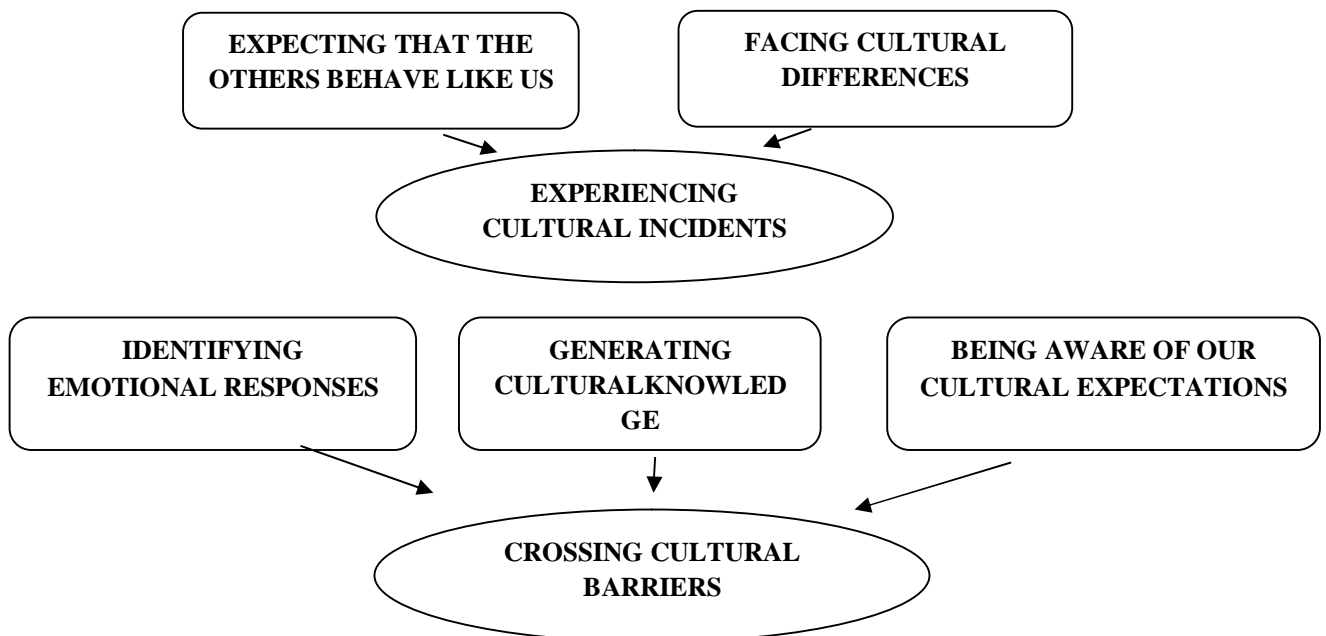 EXPECTING THAT THE
OTHERS BEHAVE LIKE US
FACING CULTURAL
DIFFERENCES
EXPERIENCING
CULTURAL INCIDENTS
IDENTIFYING
EMOTIONAL RESPONSES
GENERATING
CULTURALKNOWLED
GE
BEING AWARE OF OUR
CULTURAL EXPECTATIONS
CROSSING CULTURAL
BARRIERS